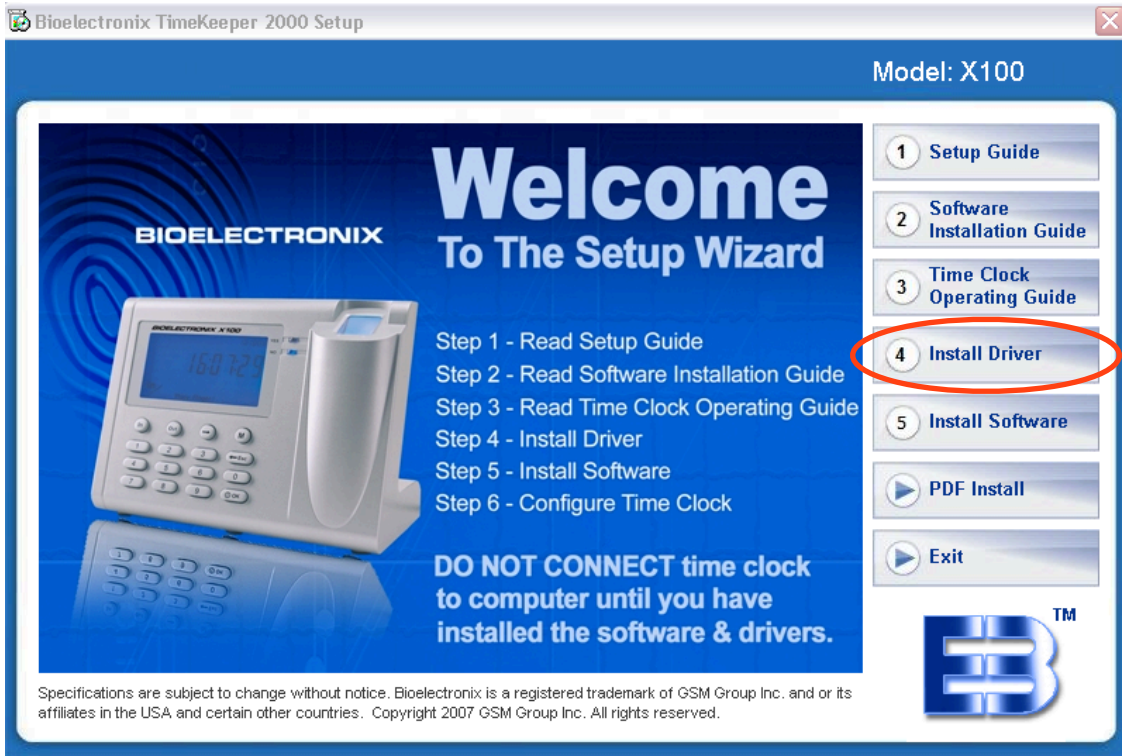 Bioelectronix TimeKeeper 2000 Setup
Model: X100
BIOELECTRONIX
Welcome
To The Setup Wizard
BIOELECTRONIX X100
16:07:29
Step 1 - Read Setup Guide
Step 2 - Read Software Installation Guide
Step 3 - Read Time Clock Operating Guide
Step 4 - Install Driver
Step 5 - Install Software
Step 6 - Configure Time Clock
DO NOT CONNECT time clock
to computer until you have
installed the software & drivers.
1 Setup Guide
2 Software
Installation Guide
3 Time Clock
Operating Guide
4 Install Driver
5 Install Software
PDF Install
Exit
EB TM
Specifications are subject to change without notice. Bioelectronix is a registered trademark of GSM Group Inc. and or its
affiliates in the USA and certain other countries. Copyright 2007 GSM Group Inc. All rights reserved.